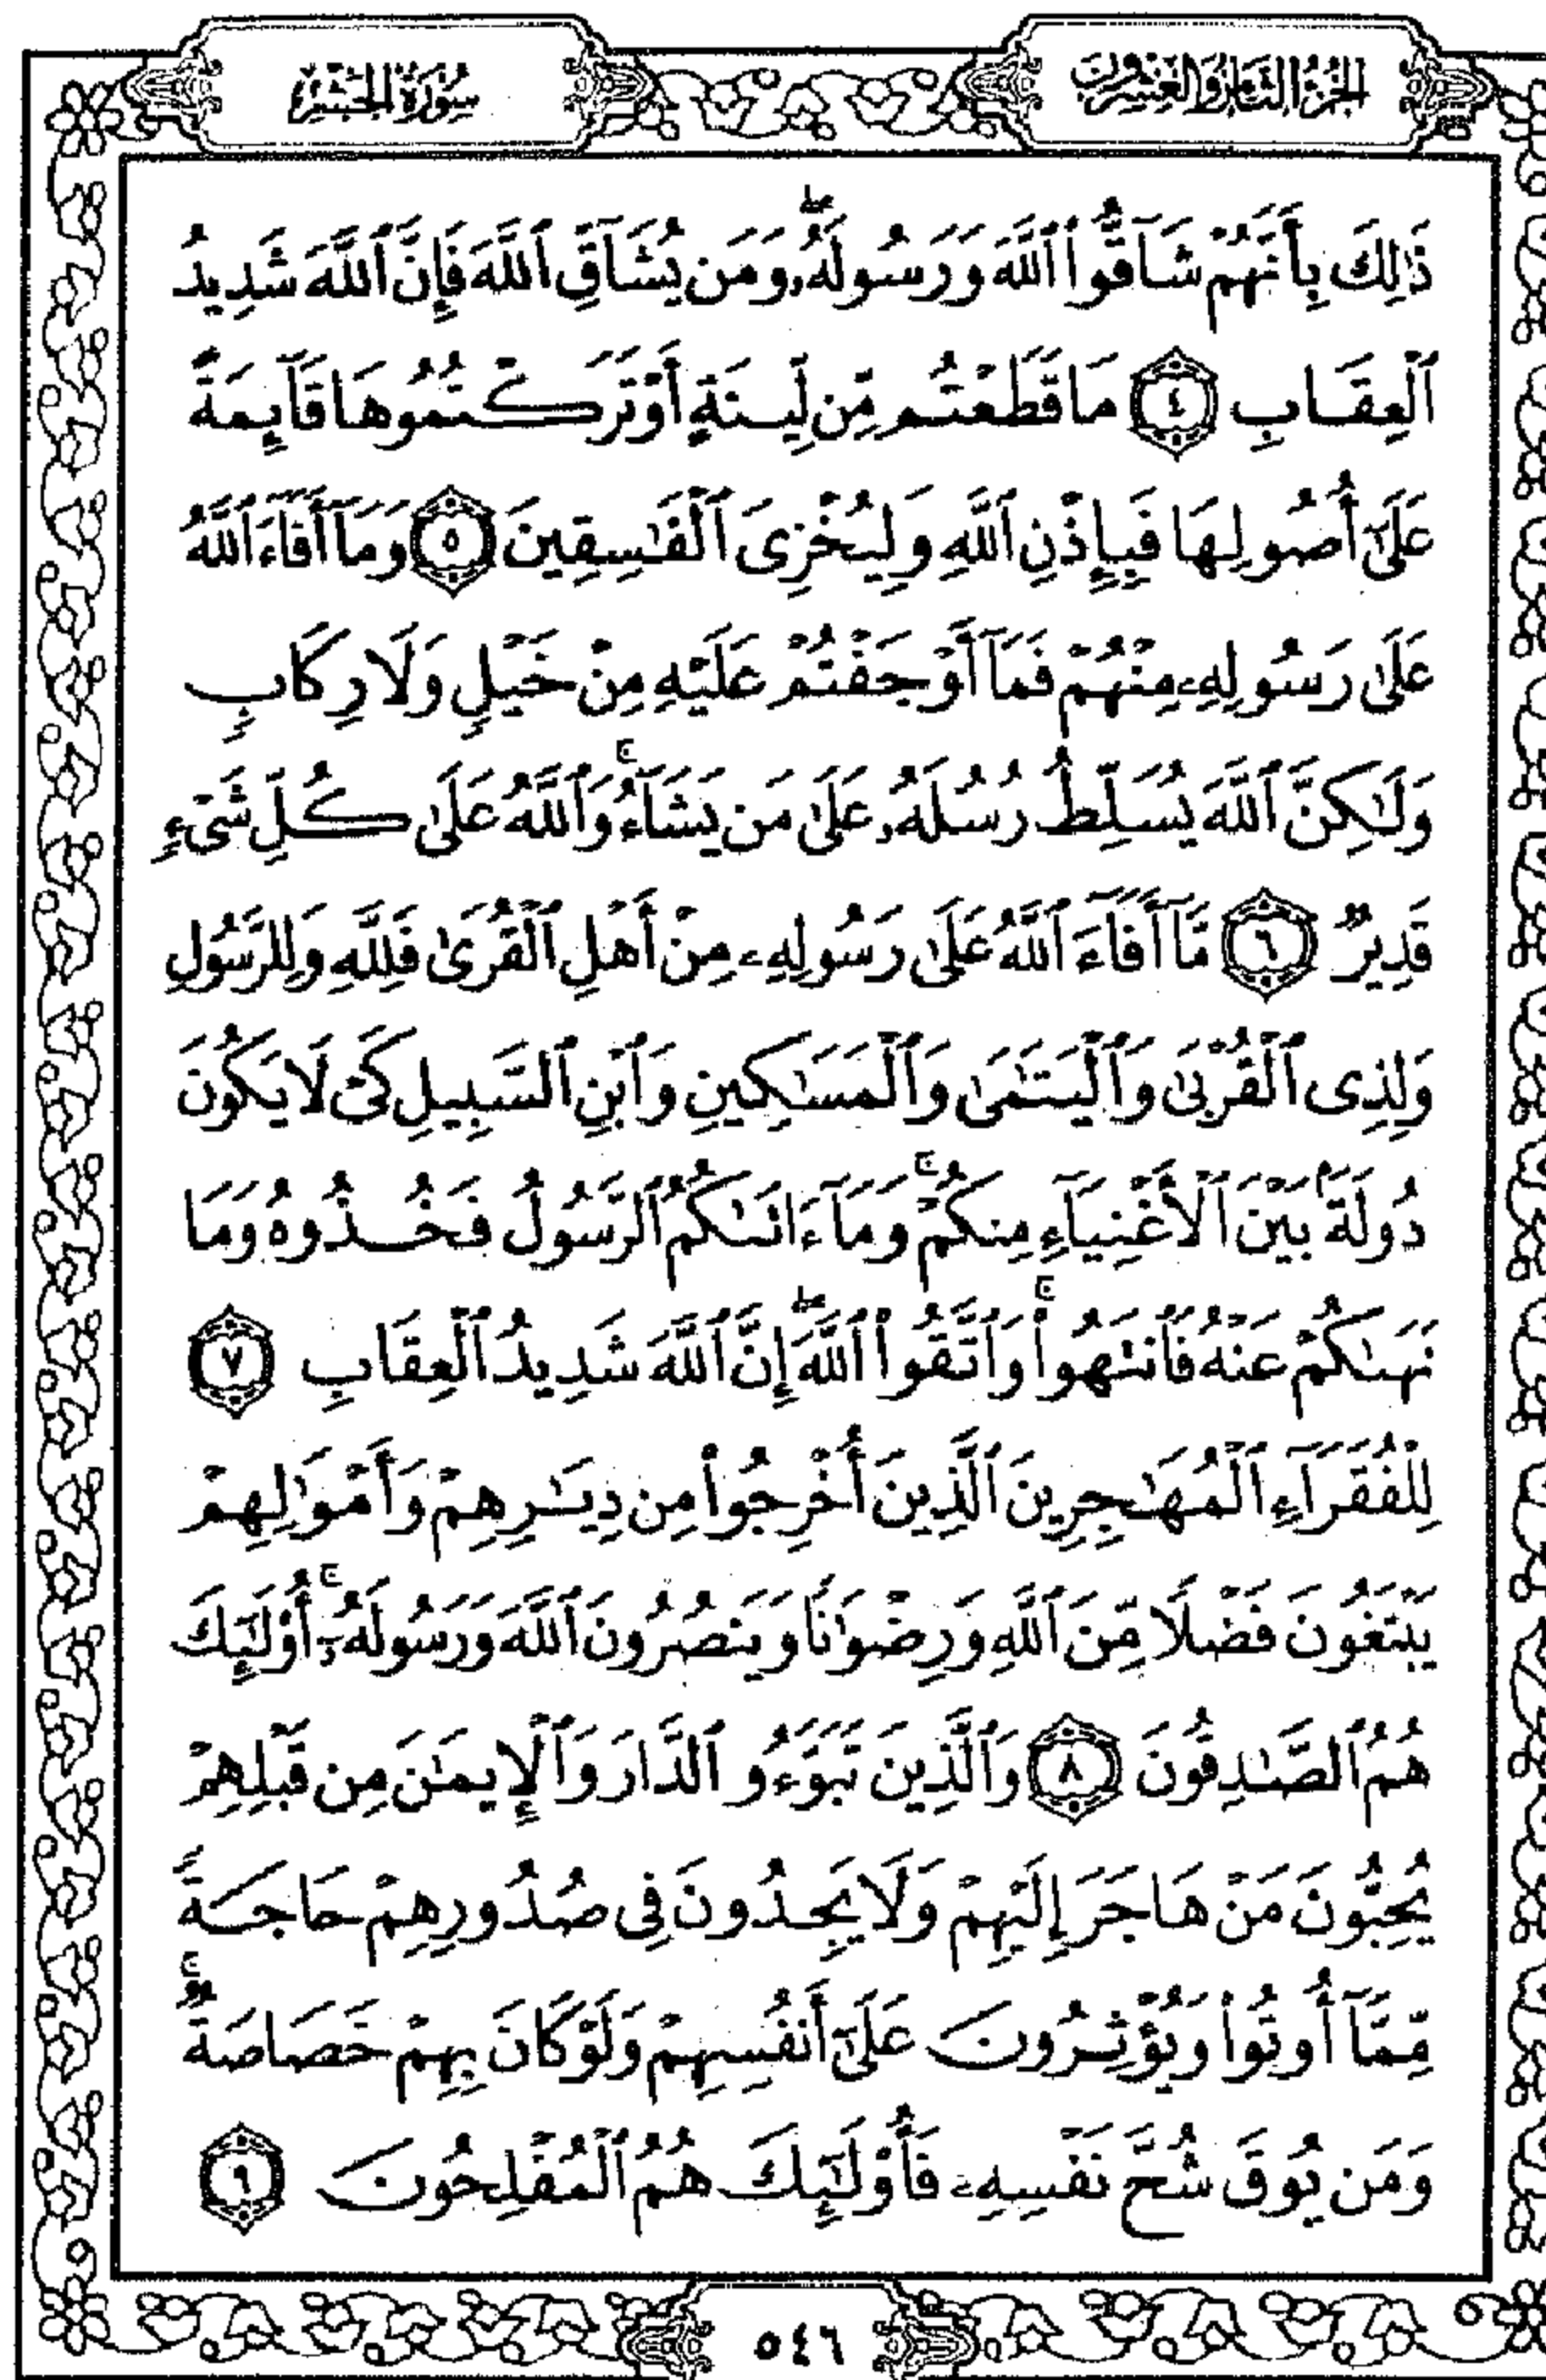 الجزء الثامن والعشرون
سورة الحشر
ذَٰلِكَ بِأَنَّهُمْ شَآقُّوا۟ ٱللَّهَ وَرَسُولَهُۥ ۖ وَمَن يُشَآقِّ ٱللَّهَ فَإِنَّ ٱللَّهَ شَدِيدُ
ٱلْعِقَابِ ٤ مَا قَطَعْتُم مِّن لِّينَةٍ أَوْ تَرَكْتُمُوهَا قَآئِمَةً
عَلَىٰٓ أُصُولِهَا فَبِإِذْنِ ٱللَّهِ وَلِيُخْزِىَ ٱلْفَـٰسِقِينَ ٥ وَمَآ أَفَآءَ ٱللَّهُ
عَلَىٰ رَسُولِهِۦ مِنْهُمْ فَمَآ أَوْجَفْتُمْ عَلَيْهِ مِنْ خَيْلٍ وَلَا رِكَابٍ
وَلَـٰكِنَّ ٱللَّهَ يُسَلِّطُ رُسُلَهُۥ عَلَىٰ مَن يَشَآءُ ۚ وَٱللَّهُ عَلَىٰ كُلِّ شَىْءٍ
قَدِيرٌ ٦ مَّآ أَفَآءَ ٱللَّهُ عَلَىٰ رَسُولِهِۦ مِنْ أَهْلِ ٱلْقُرَىٰ فَلِلَّهِ وَلِلرَّسُولِ
وَلِذِى ٱلْقُرْبَىٰ وَٱلْيَتَـٰمَىٰ وَٱلْمَسَـٰكِينِ وَٱبْنِ ٱلسَّبِيلِ كَىْ لَا يَكُونَ
دُولَةًۢ بَيْنَ ٱلْأَغْنِيَآءِ مِنكُمْ ۚ وَمَآ ءَاتَىٰكُمُ ٱلرَّسُولُ فَخُذُوهُ وَمَا
نَهَىٰكُمْ عَنْهُ فَٱنتَهُوا۟ ۚ وَٱتَّقُوا۟ ٱللَّهَ ۖ إِنَّ ٱللَّهَ شَدِيدُ ٱلْعِقَابِ ٧
لِلْفُقَرَآءِ ٱلْمُهَـٰجِرِينَ ٱلَّذِينَ أُخْرِجُوا۟ مِن دِيَـٰرِهِمْ وَأَمْوَٰلِهِمْ
يَبْتَغُونَ فَضْلًا مِّنَ ٱللَّهِ وَرِضْوَٰنًا وَيَنصُرُونَ ٱللَّهَ وَرَسُولَهُۥٓ ۚ أُو۟لَـٰٓئِكَ
هُمُ ٱلصَّـٰدِقُونَ ٨ وَٱلَّذِينَ تَبَوَّءُو ٱلدَّارَ وَٱلْإِيمَـٰنَ مِن قَبْلِهِمْ
يُحِبُّونَ مَنْ هَاجَرَ إِلَيْهِمْ وَلَا يَجِدُونَ فِى صُدُورِهِمْ حَاجَةً
مِّمَّآ أُوتُوا۟ وَيُؤْثِرُونَ عَلَىٰٓ أَنفُسِهِمْ وَلَوْ كَانَ بِهِمْ خَصَاصَةٌ ۚ
وَمَن يُوقَ شُحَّ نَفْسِهِۦ فَأُو۟لَـٰٓئِكَ هُمُ ٱلْمُفْلِحُونَ ٩
٥٤٦